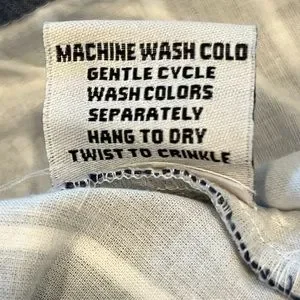 MACHINE WASH COLD
GENTLE CYCLE
WASH COLORS
SEPARATELY
HANG TO DRY
TWIST TO CRINKLE